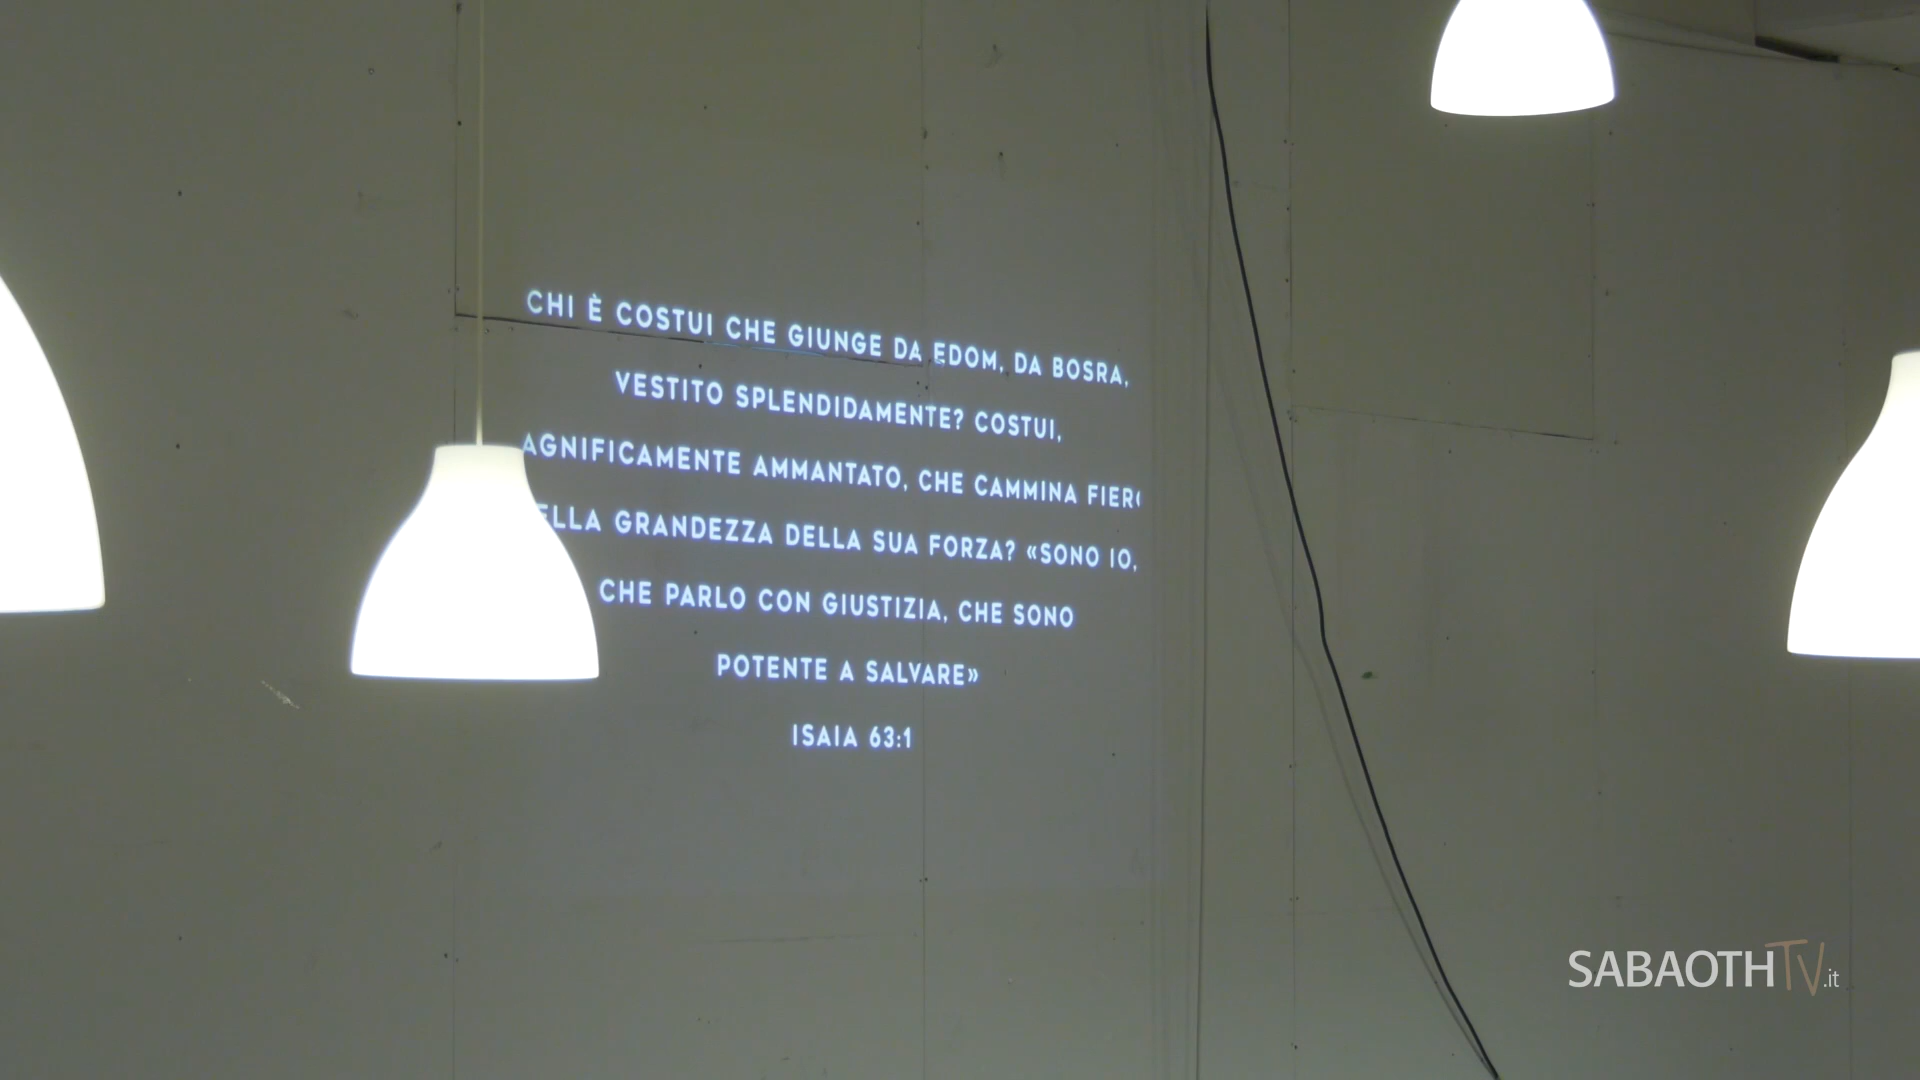 CHI È COSTUI CHE GIUNGE DA EDOM, DA BOSRA,
VESTITO SPLENDIDAMENTE? COSTUI,
AGNIFICAMENTE AMMANTATO, CHE CAMMINA FIER
ELLA GRANDEZZA DELLA SUA FORZA? «SONO IO,
CHE PARLO CON GIUSTIZIA, CHE SONO
POTENTE A SALVARE»
ISAIA 63:1
SABAOTHTV.it